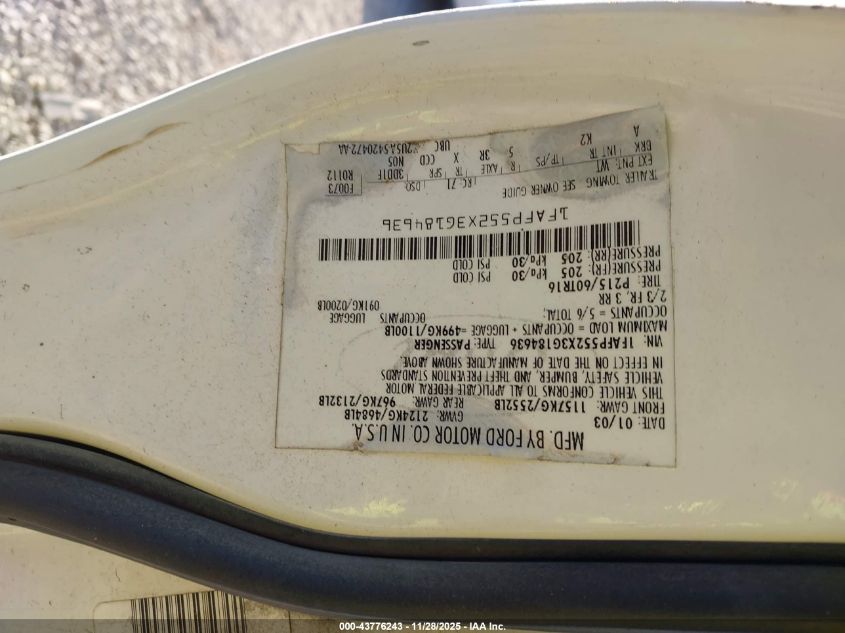 MFD. BY FORD MOTOR CO. IN U.S.A.
DATE: 01/03 GVWR: 2124KG/4684LB
FRONT GAWR: 1157KG/2552LB REAR GAWR: 967KG/2132LB
THIS VEHICLE CONFORMS TO ALL APPLICABLE FEDERAL MOTOR
VEHICLE SAFETY, BUMPER, AND THEFT PREVENTION STANDARDS
IN EFFECT ON THE DATE OF MANUFACTURE SHOWN ABOVE.
VIN: 1FAFP552X3G184636 TYPE: PASSENGER
MAXIMUM LOAD = OCCUPANTS + LUGGAGE =499KG/1100LB
OCCUPANTS = 5/6 TOTAL; OCCUPANTS LUGGAGE
2/3 FR, 3 RR 091KG/0200LB
TIRE: P215/60TR16
PRESSURE(FR): 205 kPa/30 PSI COLD
PRESSURE(RR): 205 kPa/30 PSI COLD
1FAFP552X3G184636
TRAILER TOWING SEE OWNER GUIDE
EXT PNT: WT RC: 71 DSO: F0073
BRK INT TR TP/PS R AXLE TR SPR 3DD1F R0112
A K2 5 3R X CCD N05
UBC X2USA5420472AA
000-43776243 | 11/28/2025 - IAA Inc.